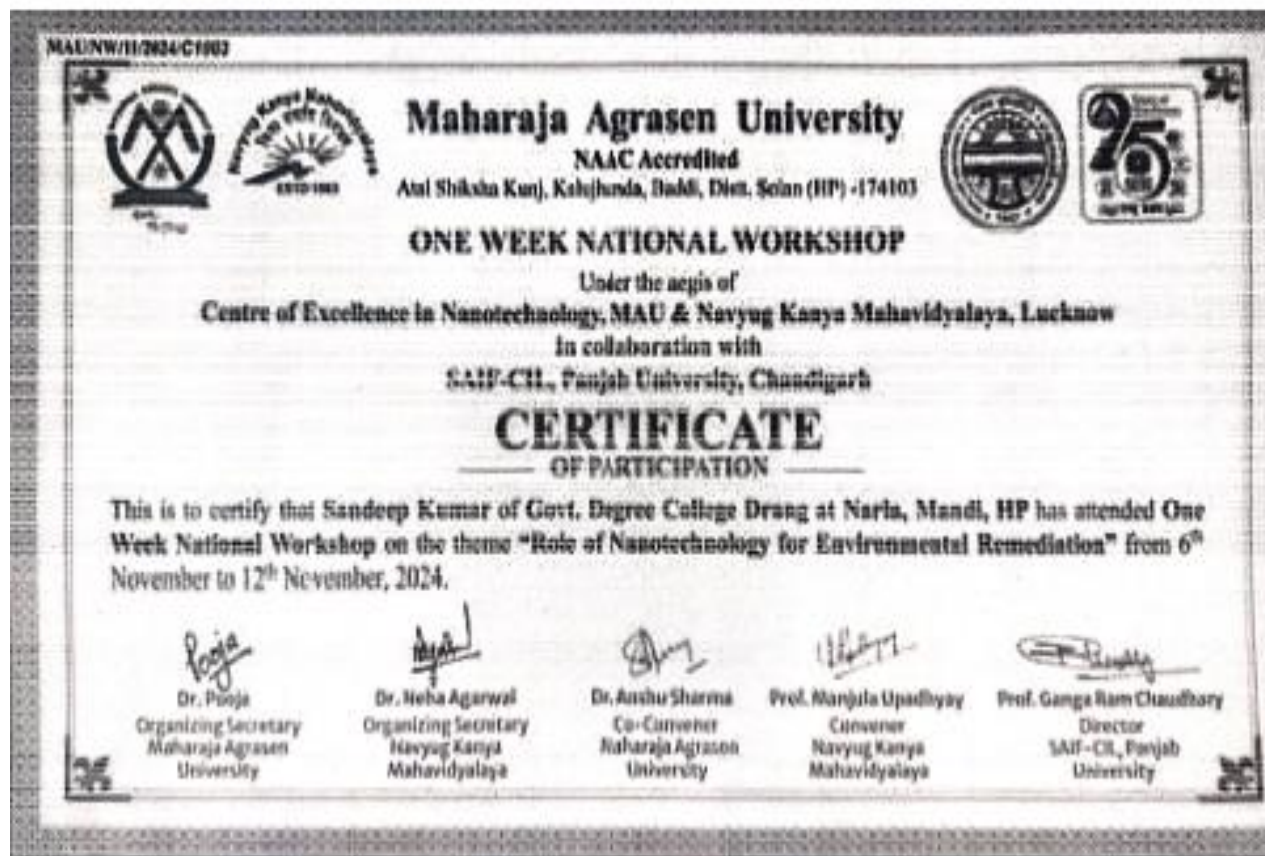 Maharaja Agrasen University
NAAC Accredited
Atal Shiksha Kunj, Kalujhanda, Baddi, Distt. Solan (HP) -174103
Navyug Kanya Mahavidyalaya
ONE WEEK NATIONAL WORKSHOP
Under the aegis of
Centre of Excellence in Nanotechnology, MAU & Navyug Kanya Mahavidyalaya, Lucknow
in collaboration with
SAIF-CIL, Panjab University, Chandigarh
CERTIFICATE
OF PARTICIPATION
This is to certify that Sandeep Kumar of Govt. Degree College Drang at Narla, Mandi, HP has attended One
Week National Workshop on the theme “Role of Nanotechnology for Environmental Remediation” from 6th
November to 12th November, 2024.
Pooja
Dr. Pooja
Organizing Secretary
Maharaja Agrasen
University
Dr. Neha Agarwal
Organizing Secretary
Navyug Kanya
Mahavidyalaya
Dr. Anshu Sharma
Co-Convener
Maharaja Agrasen
University
Prof. Manjula Upadhyay
Convener
Navyug Kanya
Mahavidyalaya
Prof. Ganga Ram Chaudhary
Director
SAIF-CIL, Panjab
University